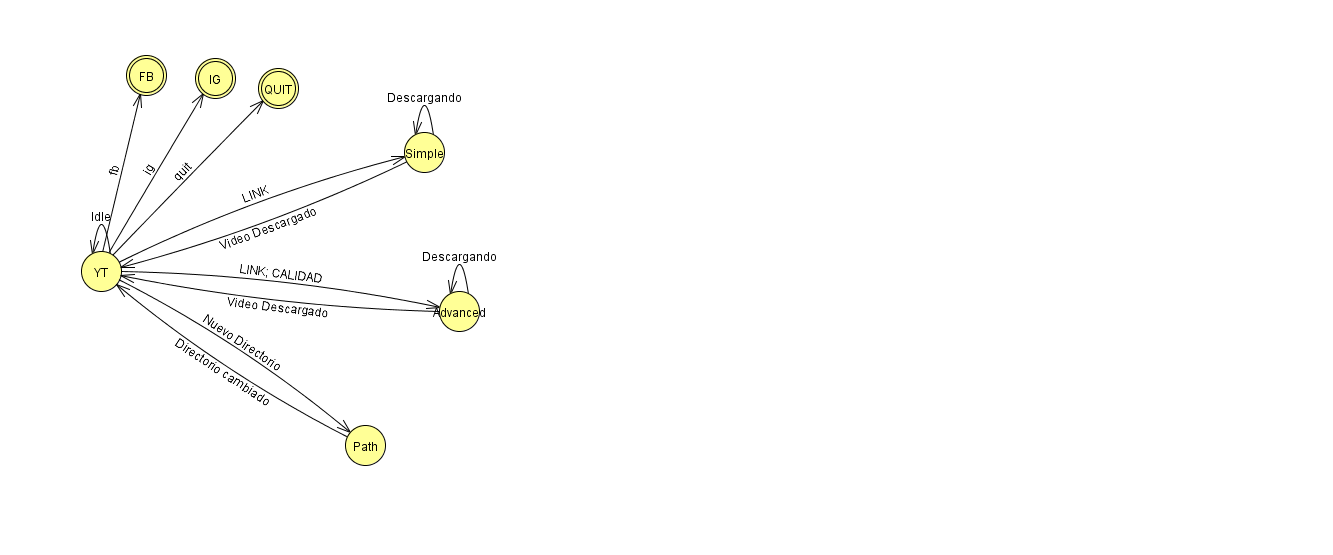 FB
IG
QUIT
Descargando
Simple
fb
ig
quit
LINK
Video Descargado
Idle
YT
Descargando
LINK; CALIDAD
Video Descargado
Advanced
Nuevo Directorio
Directorio cambiado
Path